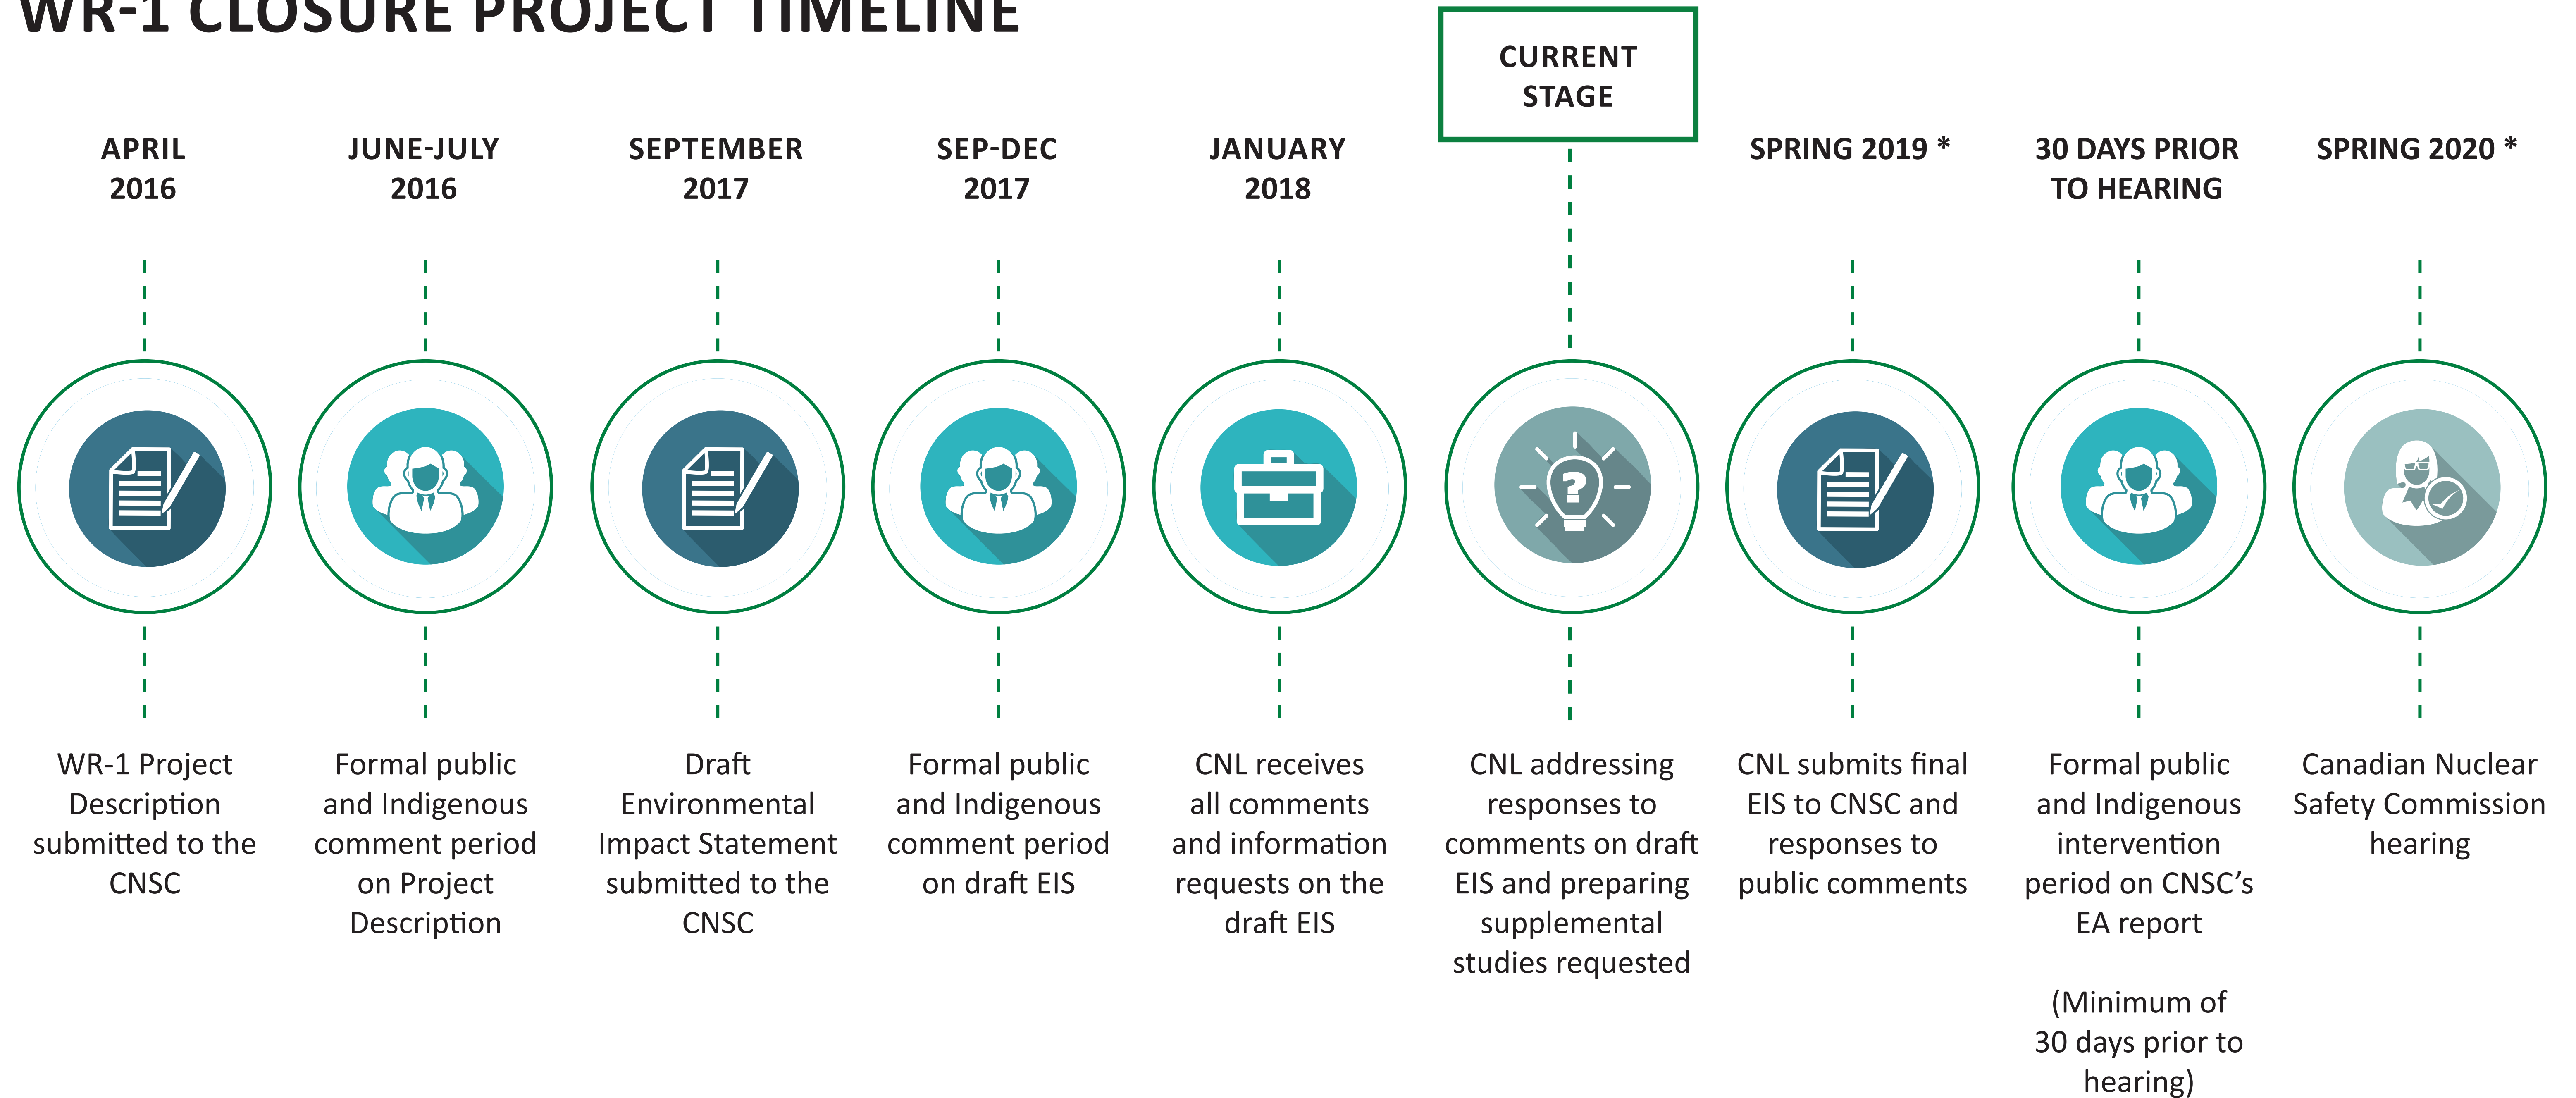 WR-1 CLOSURE PROJECT TIMELINE
CURRENT
STAGE
APRIL
2016
JUNE-JULY
2016
SEPTEMBER
2017
SEP-DEC
2017
JANUARY
2018
SPRING 2019 *
30 DAYS PRIOR
TO HEARING
SPRING 2020 *
?
WR-1 Project
Description
submitted to the
CNSC
Formal public
and Indigenous
comment period
on Project
Description
Draft
Environmental
Impact Statement
submitted to the
CNSC
Formal public
and Indigenous
comment period
on draft EIS
CNL receives
all comments
and information
requests on the
draft EIS
CNL addressing
responses to
comments on draft
EIS and preparing
supplemental
studies requested
CNL submits final
EIS to CNSC and
responses to
public comments
Formal public
and Indigenous
intervention
period on CNSC’s
EA report
(Minimum of
30 days prior to
hearing)
Canadian Nuclear
Safety Commission
hearing